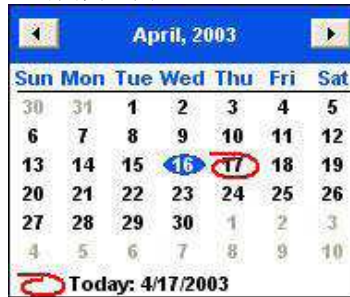 April, 2003
Sun Mon Tue Wed Thu Fri Sat
30 31 1 2 3 4 5
6 7 8 9 10 11 12
13 14 15 16 17 18 19
20 21 22 23 24 25 26
27 28 29 30 1 2 3
4 5 6 7 8 9 10
Today: 4/17/2003